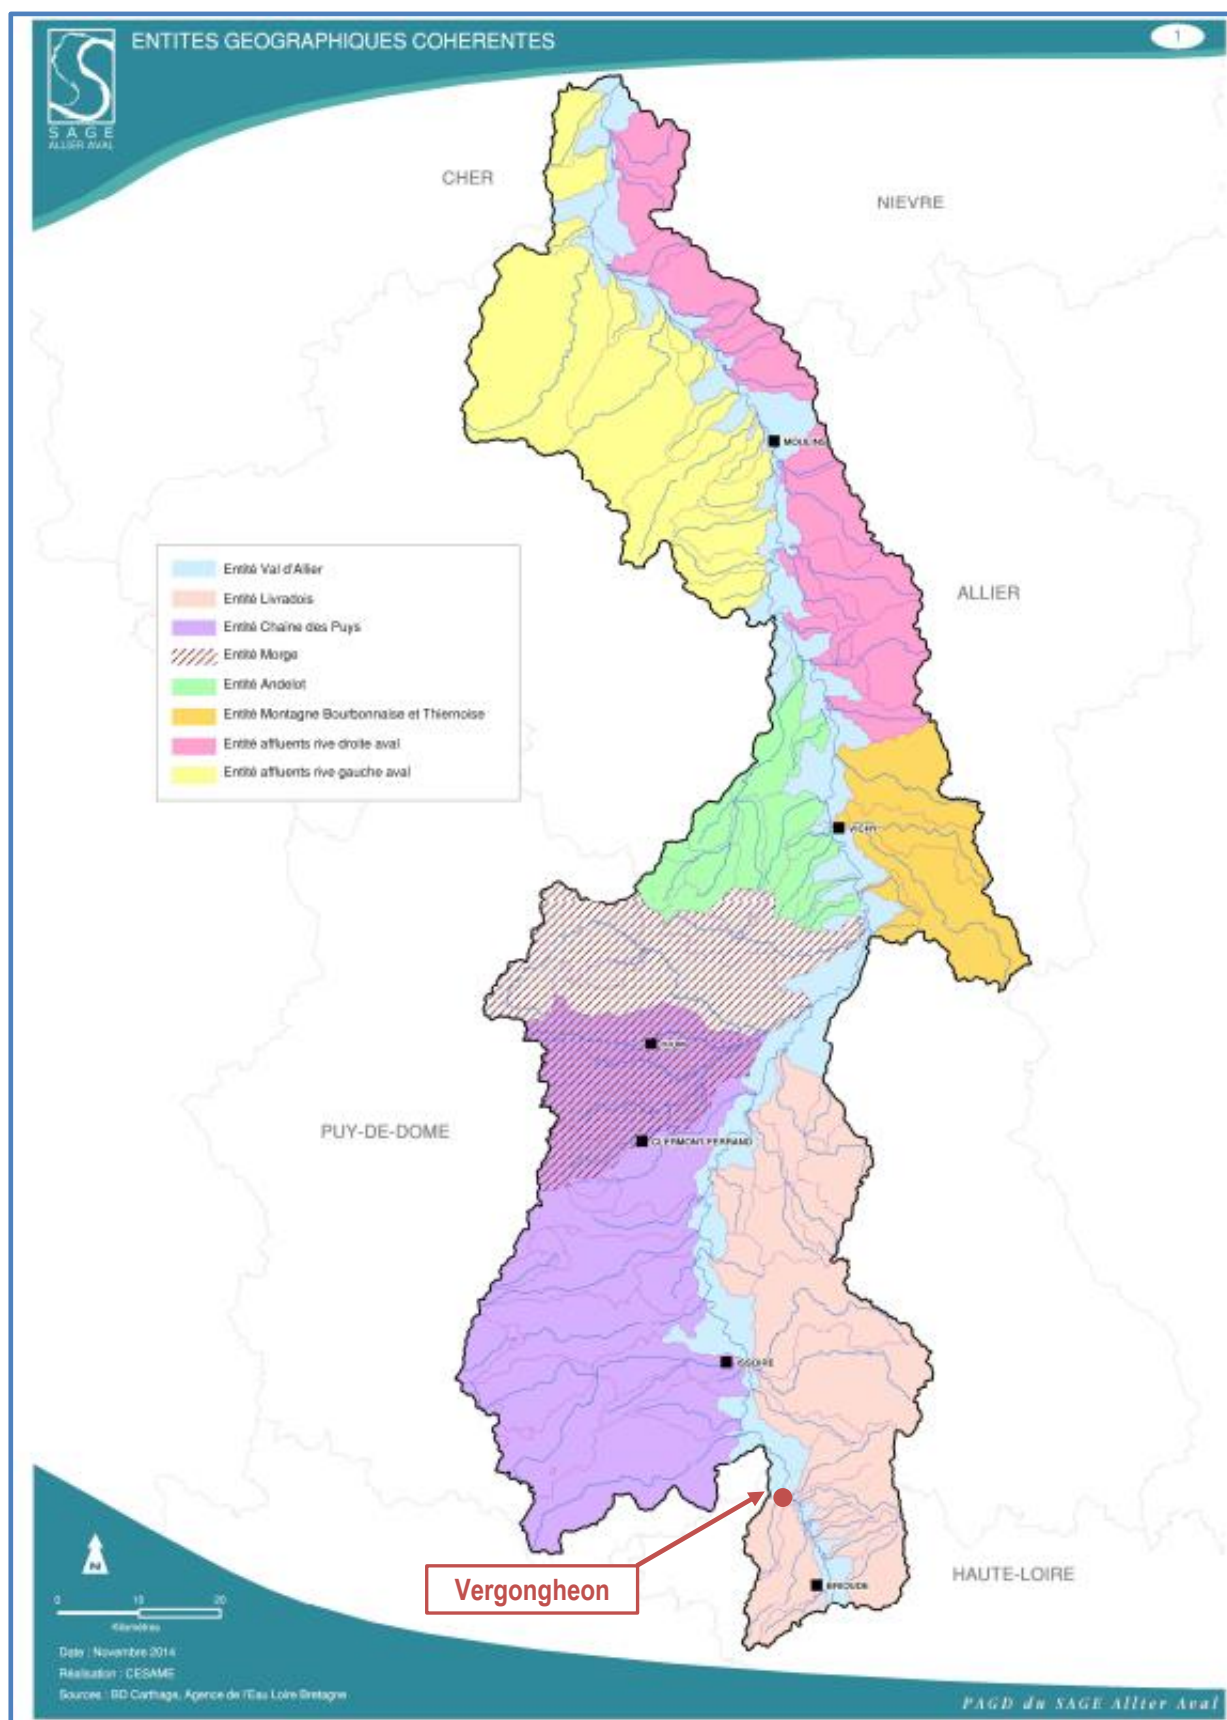 ENTITES GEOGRAPHIQUES COHERENTES
1
SAGE
ALLIER AVAL
CHER
NIEVRE
MOULINS
Entité Val d'Allier
Entité Livradois
Entité Chaine des Puys
Entité Morge
Entité Andelot
Entité Montagne Bourbonnaise et Thiernoise
Entité affluents rive droite aval
Entité affluents rive gauche aval
ALLIER
VICHY
RIOM
PUY-DE-DOME
CLERMONT-FERRAND
ISSOIRE
Vergongheon
BRIOUDE
HAUTE-LOIRE
N
0 10 20
Kilomètres
Date : Novembre 2014
Réalisation : CESAME
Sources : BD Carthage, Agence de l'Eau Loire Bretagne
PAGD du SAGE Allier Aval